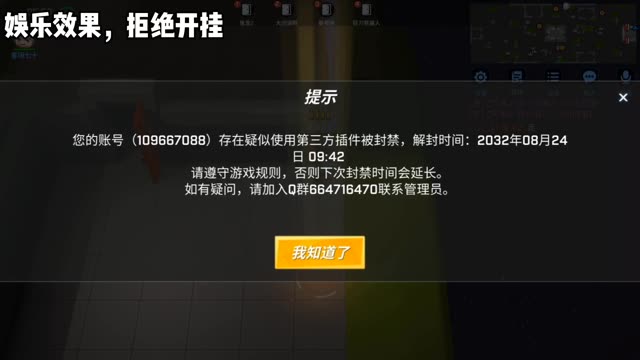 娱乐效果，拒绝开挂
提示
您的账号（109667088）存在疑似使用第三方插件被封禁，解封时间：2032年08月24
日 09:42
请遵守游戏规则，否则下次封禁时间会延长。
如有疑问，请加入Q群664716470联系管理员。
我知道了